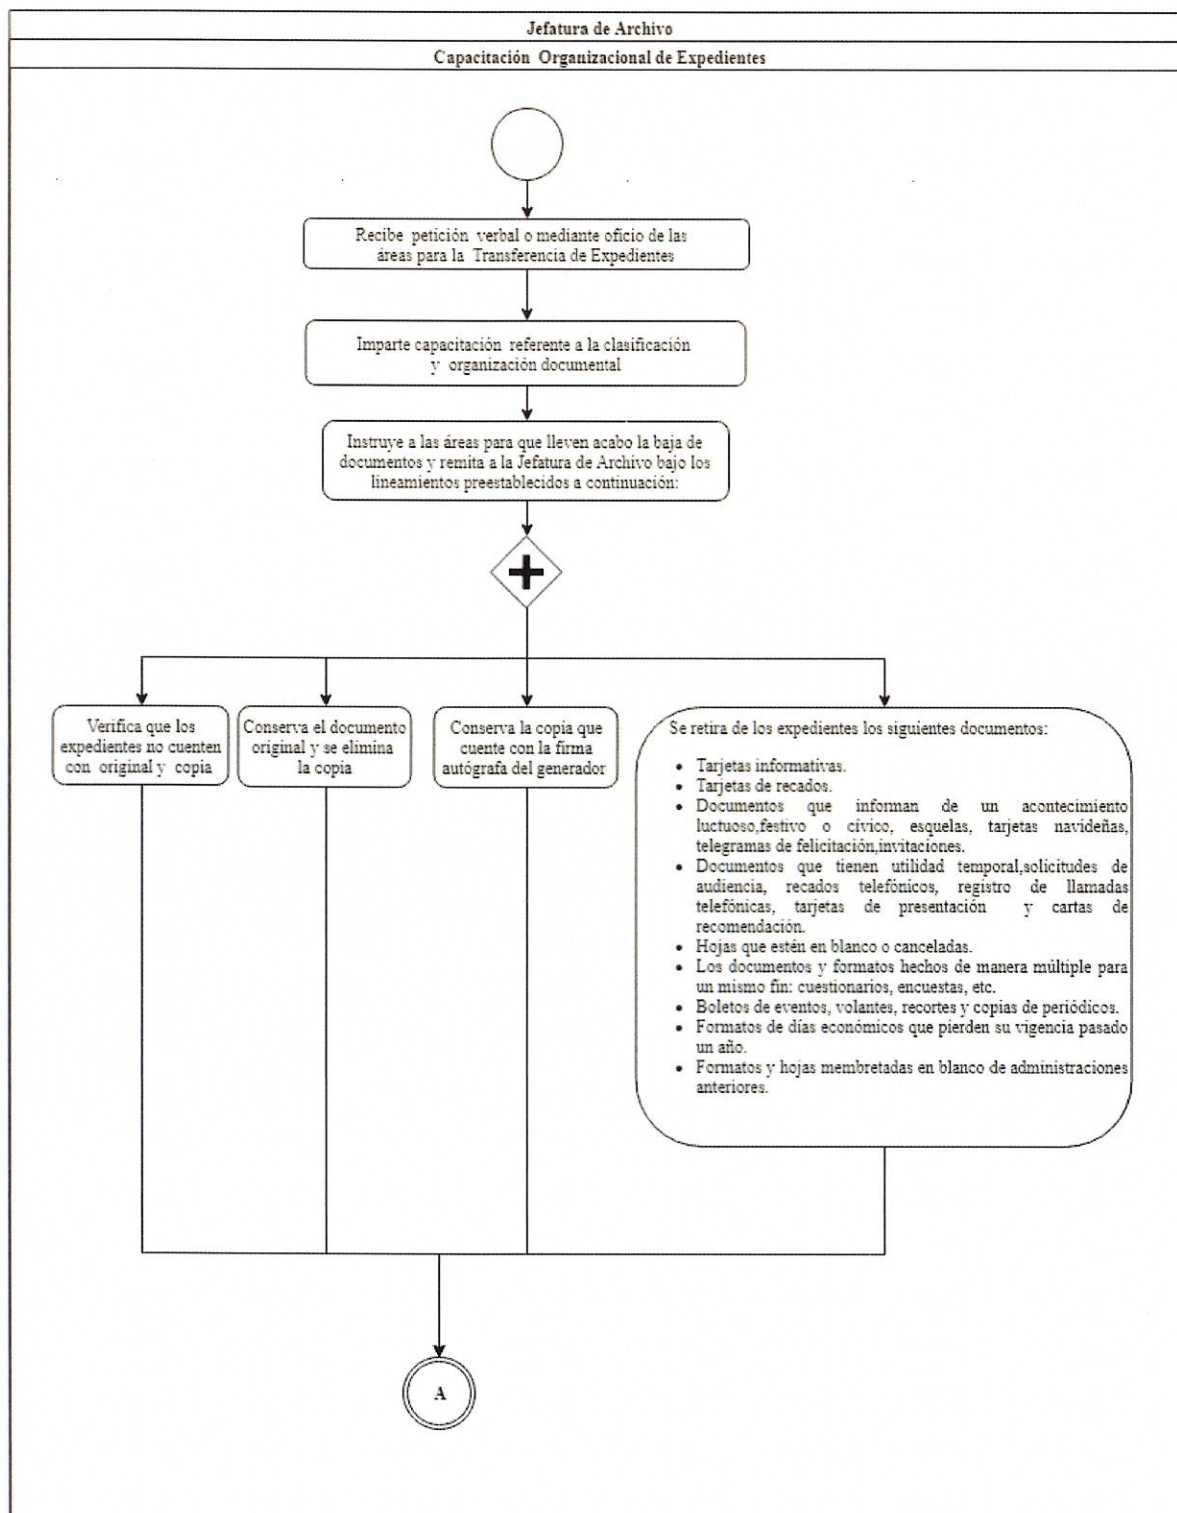 Jefatura de Archivo
Capacitación Organizacional de Expedientes
Recibe petición verbal o mediante oficio de las
áreas para la Transferencia de Expedientes
Imparte capacitación referente a la clasificación
y organización documental
Instruye a las áreas para que lleven acabo la baja de
documentos y remita a la Jefatura de Archivo bajo los
lineamientos preestablecidos a continuación:
Verifica que los
expedientes no cuenten
con original y copia
Conserva el documento
original y se elimina
la copia
Conserva la copia que
cuente con la firma
autógrafa del generador
Se retira de los expedientes los siguientes documentos:
• Tarjetas informativas.
• Tarjetas de recados.
• Documentos que informan de un acontecimiento
luctuoso,festivo o cívico, esquelas, tarjetas navideñas,
telegramas de felicitación,invitaciones.
• Documentos que tienen utilidad temporal,solicitudes de
audiencia, recados telefónicos, registro de llamadas
telefónicas, tarjetas de presentación y cartas de
recomendación.
• Hojas que estén en blanco o canceladas.
• Los documentos y formatos hechos de manera múltiple para
un mismo fin: cuestionarios, encuestas, etc.
• Boletos de eventos, volantes, recortes y copias de periódicos.
• Formatos de días económicos que pierden su vigencia pasado
un año.
• Formatos y hojas membretadas en blanco de administraciones
anteriores.
A